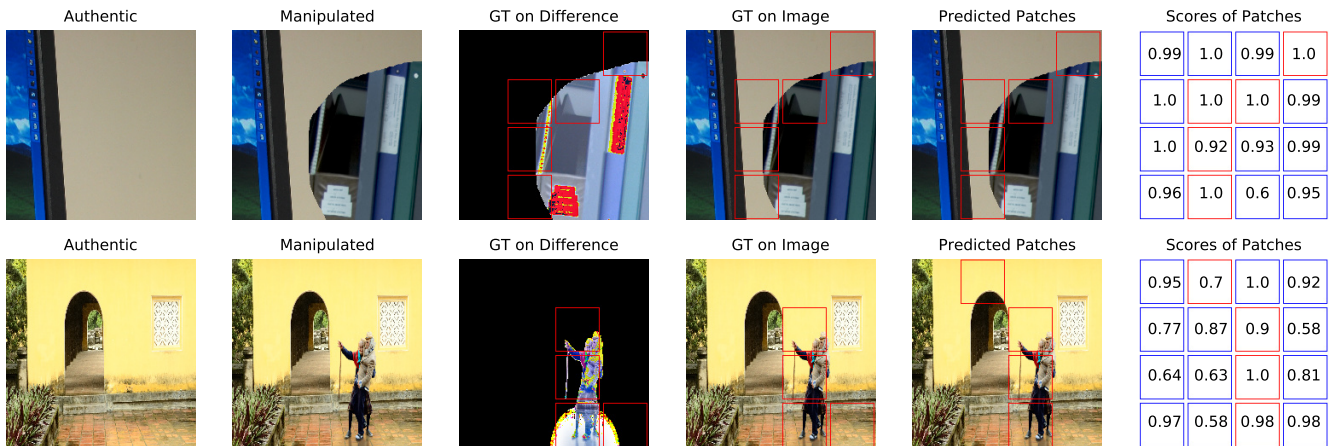 Authentic Manipulated GT on Difference GT on Image Predicted Patches Scores of Patches
0.99 1.0 0.99 1.0
1.0 1.0 1.0 0.99
1.0 0.92 0.93 0.99
0.96 1.0 0.6 0.95
Authentic Manipulated GT on Difference GT on Image Predicted Patches Scores of Patches
0.95 0.7 1.0 0.92
0.77 0.87 0.9 0.58
0.64 0.63 1.0 0.81
0.97 0.58 0.98 0.98